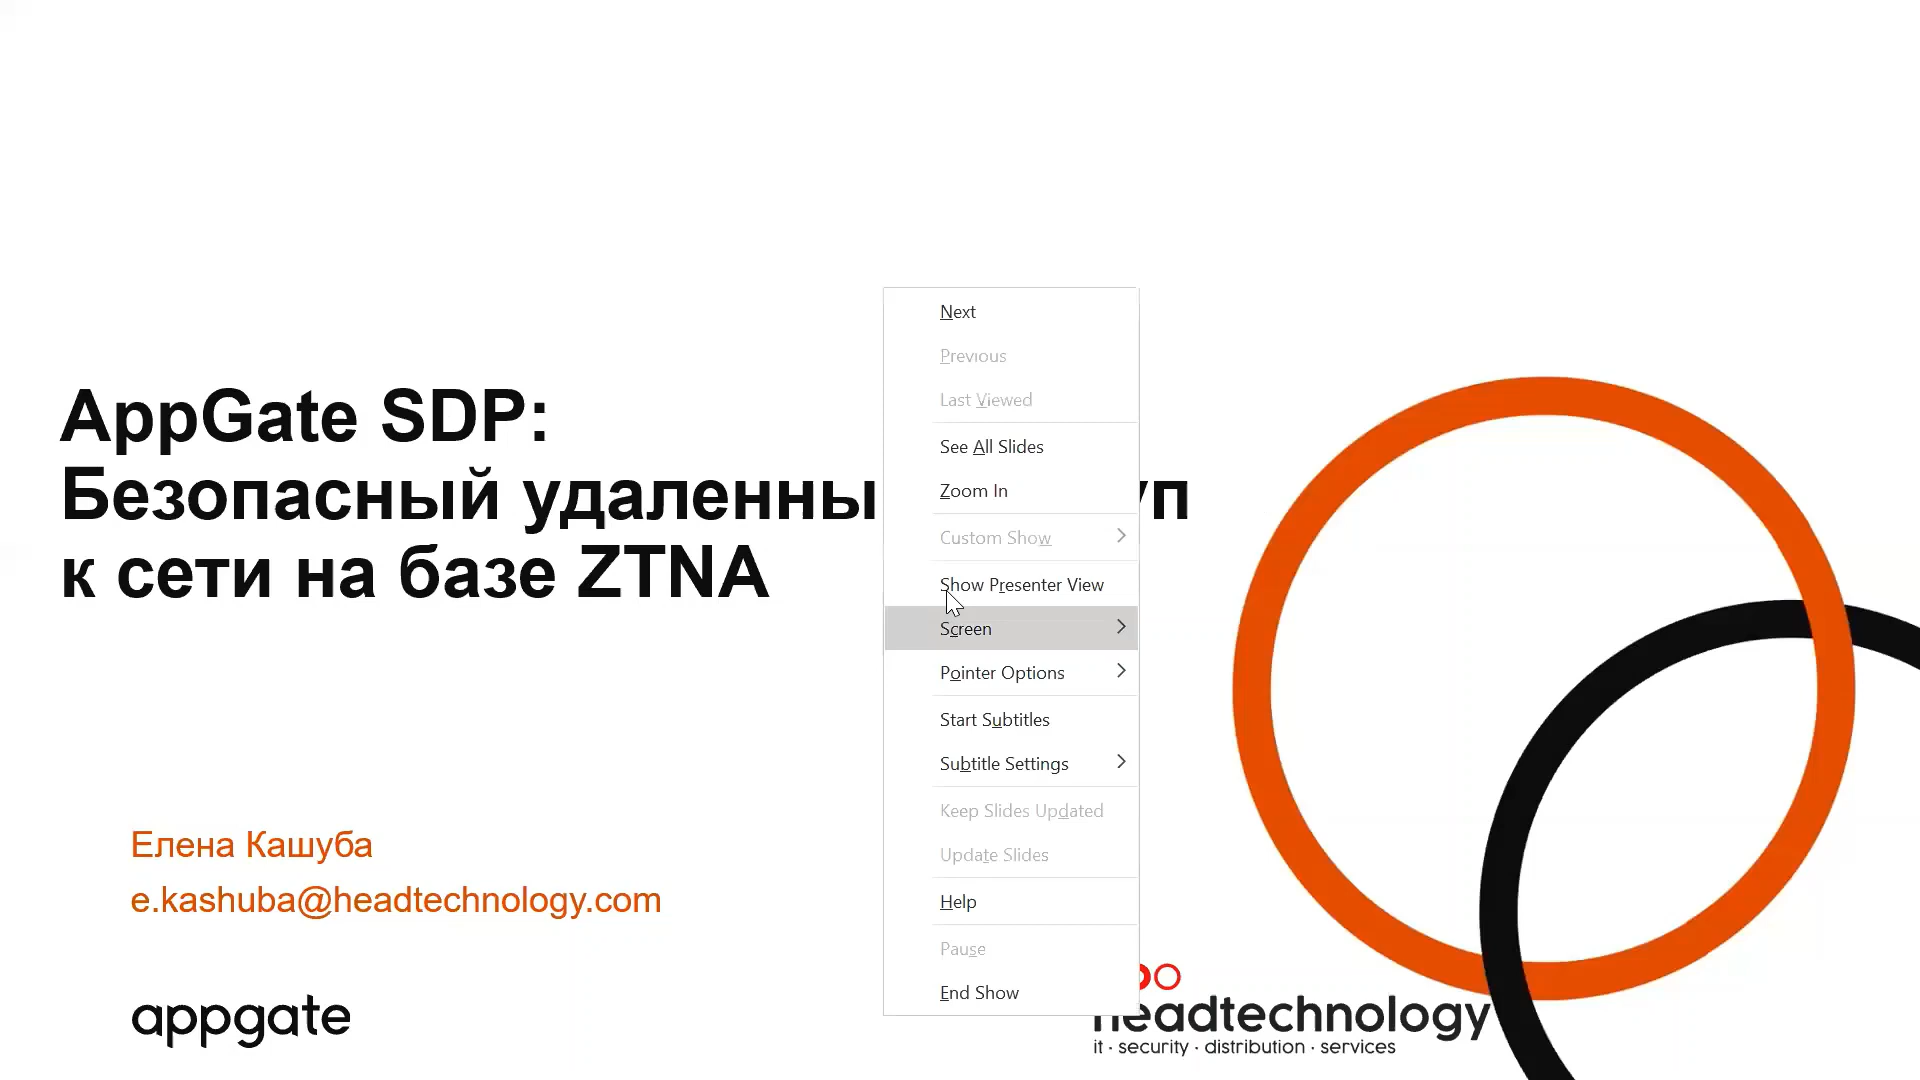 AppGate SDP:
Безопасный удаленны
к сети на базе ZTNA
Next
Previous
Last Viewed
See All Slides
Zoom In
Custom Show
Show Presenter View
Screen
Pointer Options
Start Subtitles
Subtitle Settings
Keep Slides Updated
Update Slides
Help
Pause
End Show
Елена Кашуба
e.kashuba@headtechnology.com
appgate
headtechnology
it · security · distribution · services